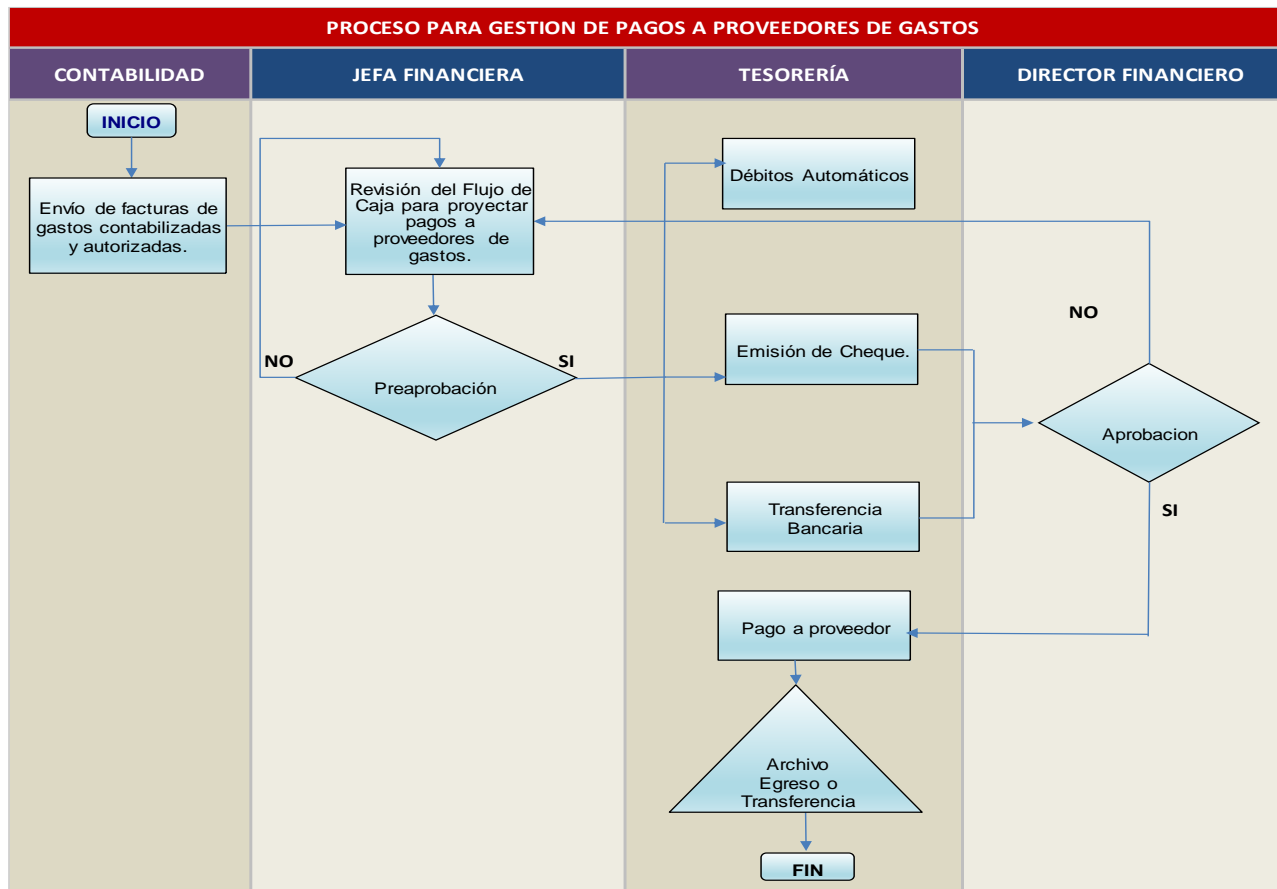 PROCESO PARA GESTION DE PAGOS A PROVEEDORES DE GASTOS
CONTABILIDAD
JEFA FINANCIERA
TESORERÍA
DIRECTOR FINANCIERO
INICIO
Envío de facturas de
gastos contabilizadas
y autorizadas.
Revisión del Flujo de
Caja para proyectar
pagos a
proveedores de
gastos.
NO
SI
Preaprobación
Débitos Automáticos
Emisión de Cheque.
Transferencia
Bancaria
NO
Aprobacion
SI
Pago a proveedor
Archivo
Egreso o
Transferencia
FIN